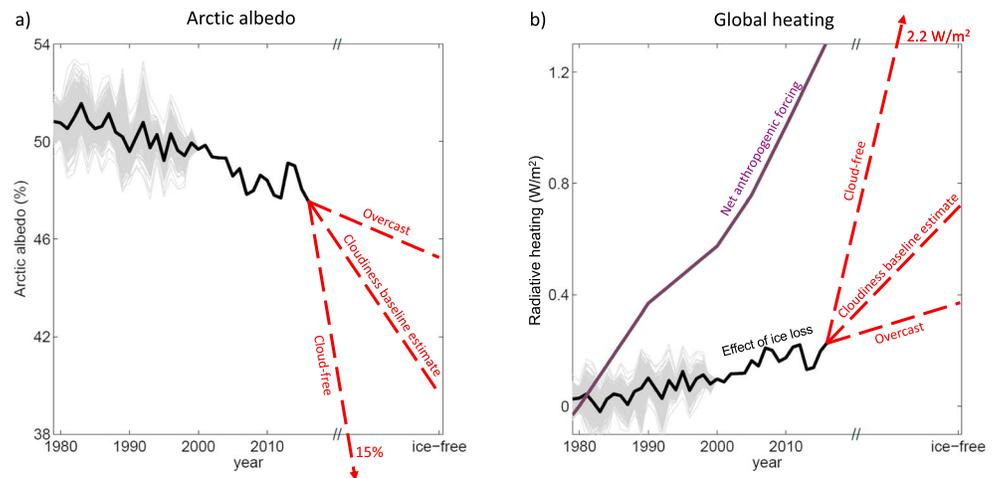 a)
Arctic albedo
54
50
46
42
38
Arctic albedo (%)
1980
1990
2000
2010
//
//
ice−free
year
Overcast
Cloudiness baseline estimate
Cloud-free
15%
b)
Global heating
1.2
0.8
0.4
0
Radiative heating (W/m²)
1980
1990
2000
2010
//
//
ice−free
year
Net anthropogenic forcing
Effect of ice loss
Cloud-free
2.2 W/m²
Cloudiness baseline estimate
Overcast